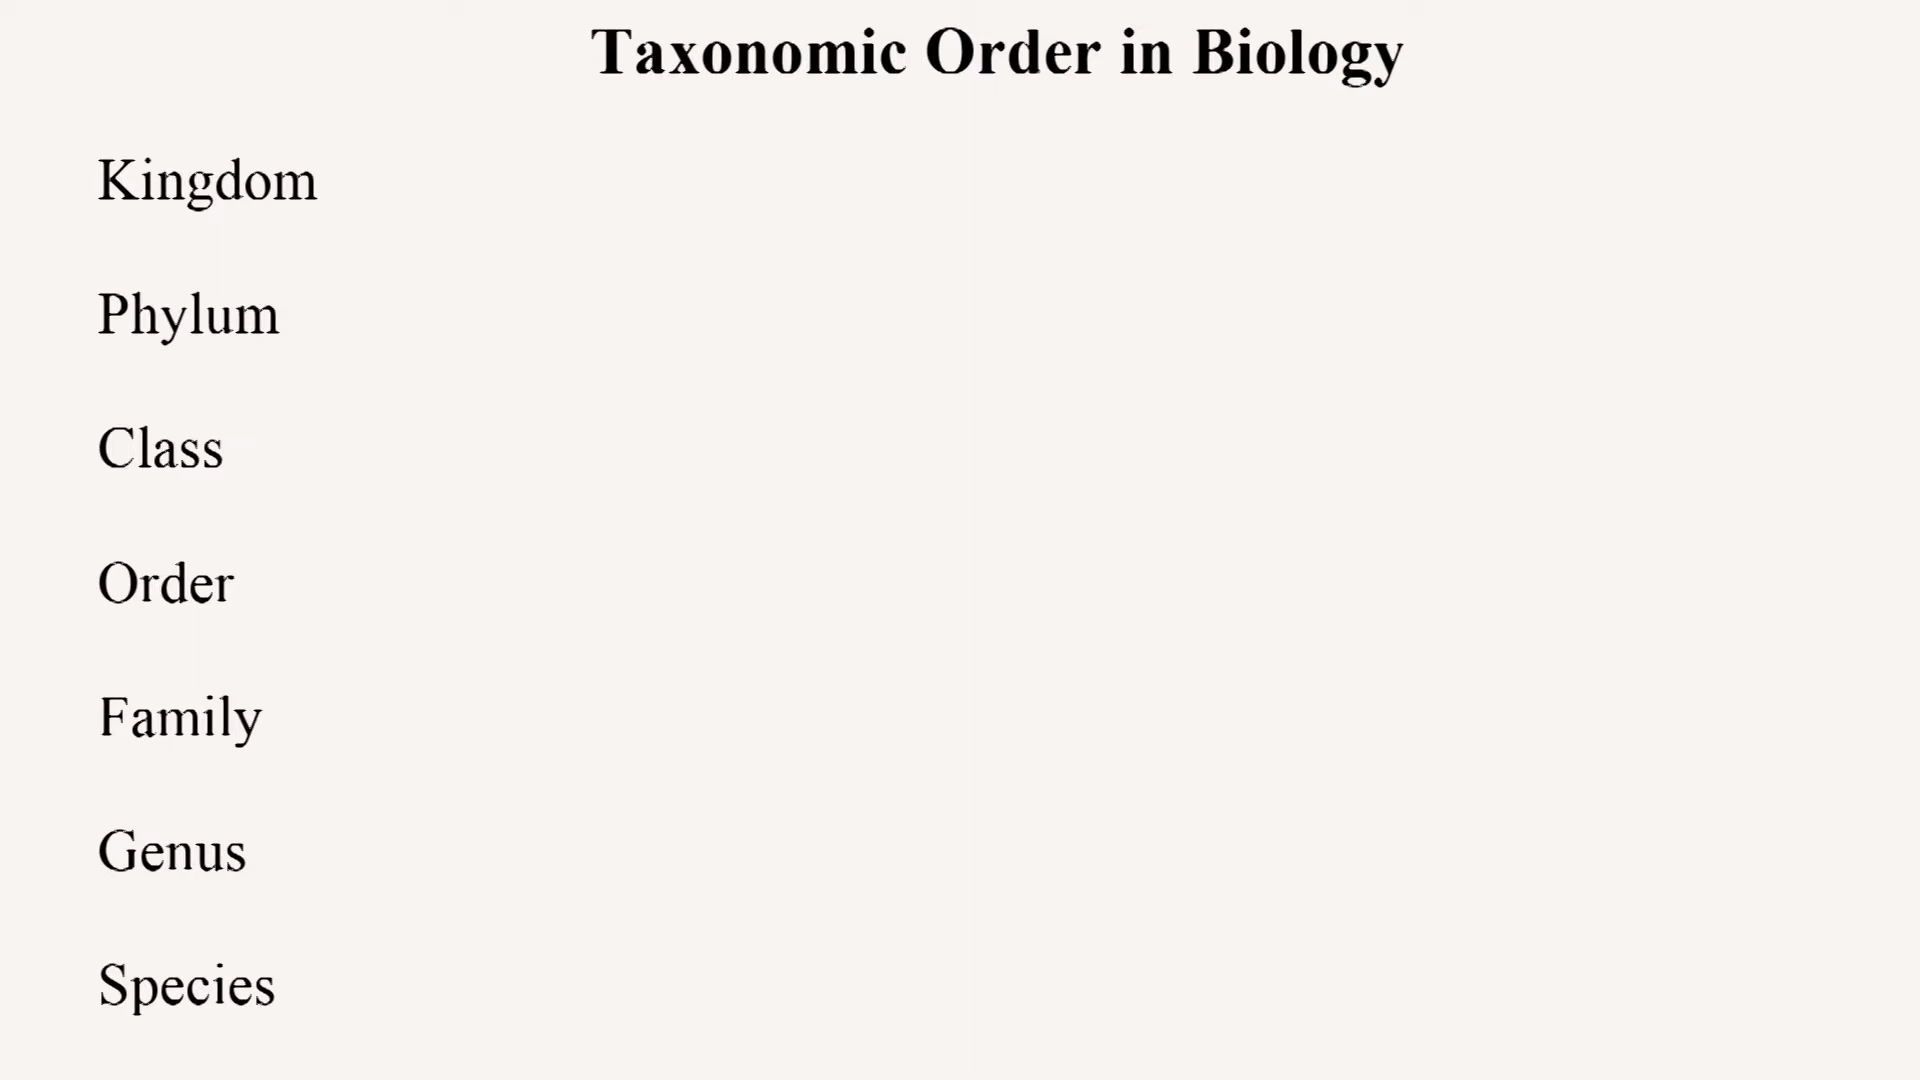 Taxonomic Order in Biology
Kingdom
Phylum
Class
Order
Family
Genus
Species